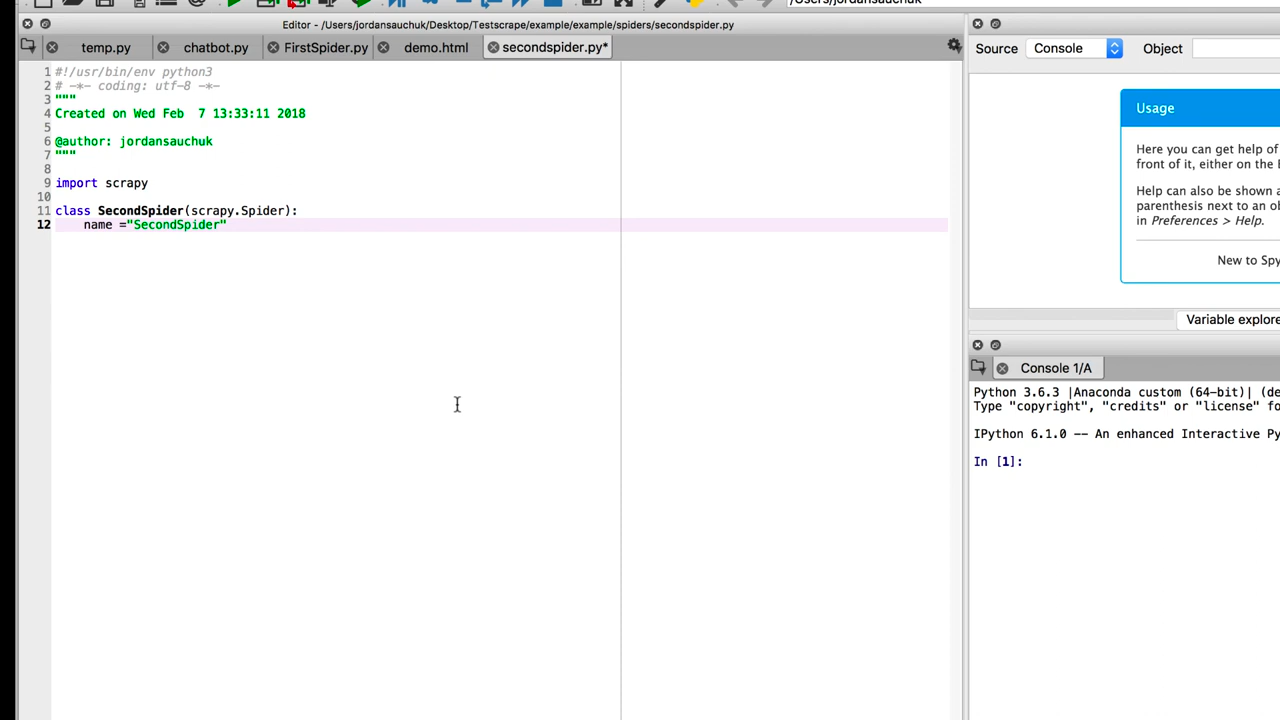 /Users/jordansauchuk
Editor - /Users/jordansauchuk/Desktop/Testscrape/example/example/spiders/secondspider.py
temp.py
chatbot.py
FirstSpider.py
demo.html
secondspider.py*
1 #!/usr/bin/env python3
2 # -*- coding: utf-8 -*-
3 """
4 Created on Wed Feb  7 13:33:11 2018
5
6 @author: jordansauchuk
7 """
8
9 import scrapy
10
11 class SecondSpider(scrapy.Spider):
12     name ="SecondSpider"
Source Console Object
Usage
Here you can get help of
front of it, either on the
Help can also be shown a
parenthesis next to an ob
in Preferences > Help.
New to Spy
Variable explore
Console 1/A
Python 3.6.3 |Anaconda custom (64-bit)| (de
Type "copyright", "credits" or "license" fo
IPython 6.1.0 -- An enhanced Interactive Py
In [1]: